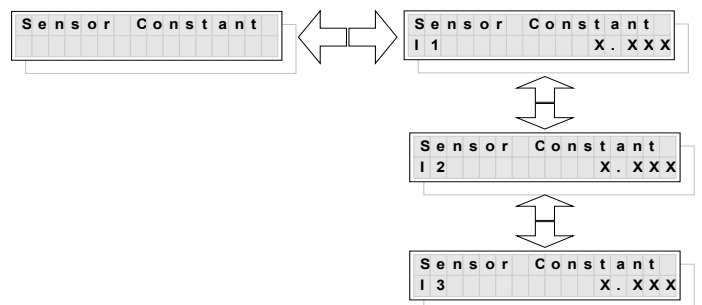 Sensor Constant
Sensor Constant
I1 X.XXX
Sensor Constant
I2 X.XXX
Sensor Constant
I3 X.XXX